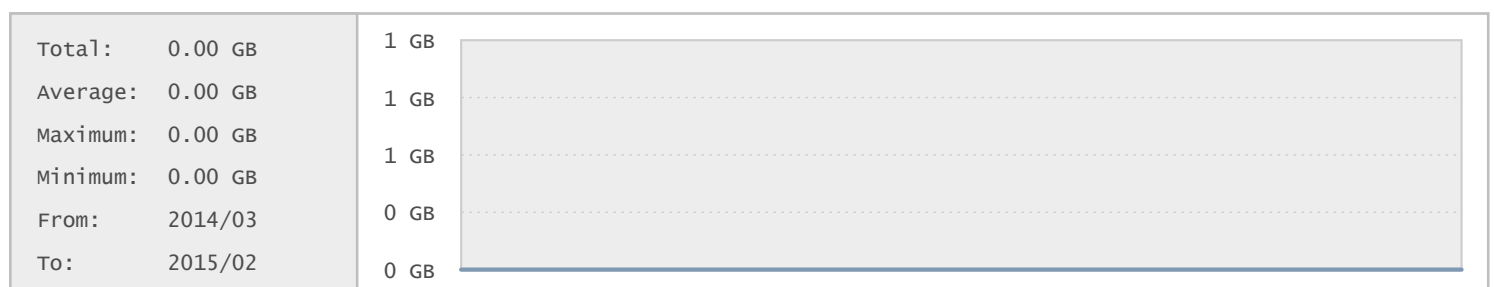 Total: 0.00 GB
Average: 0.00 GB
Maximum: 0.00 GB
Minimum: 0.00 GB
From: 2014/03
To: 2015/02
1 GB
1 GB
1 GB
0 GB
0 GB